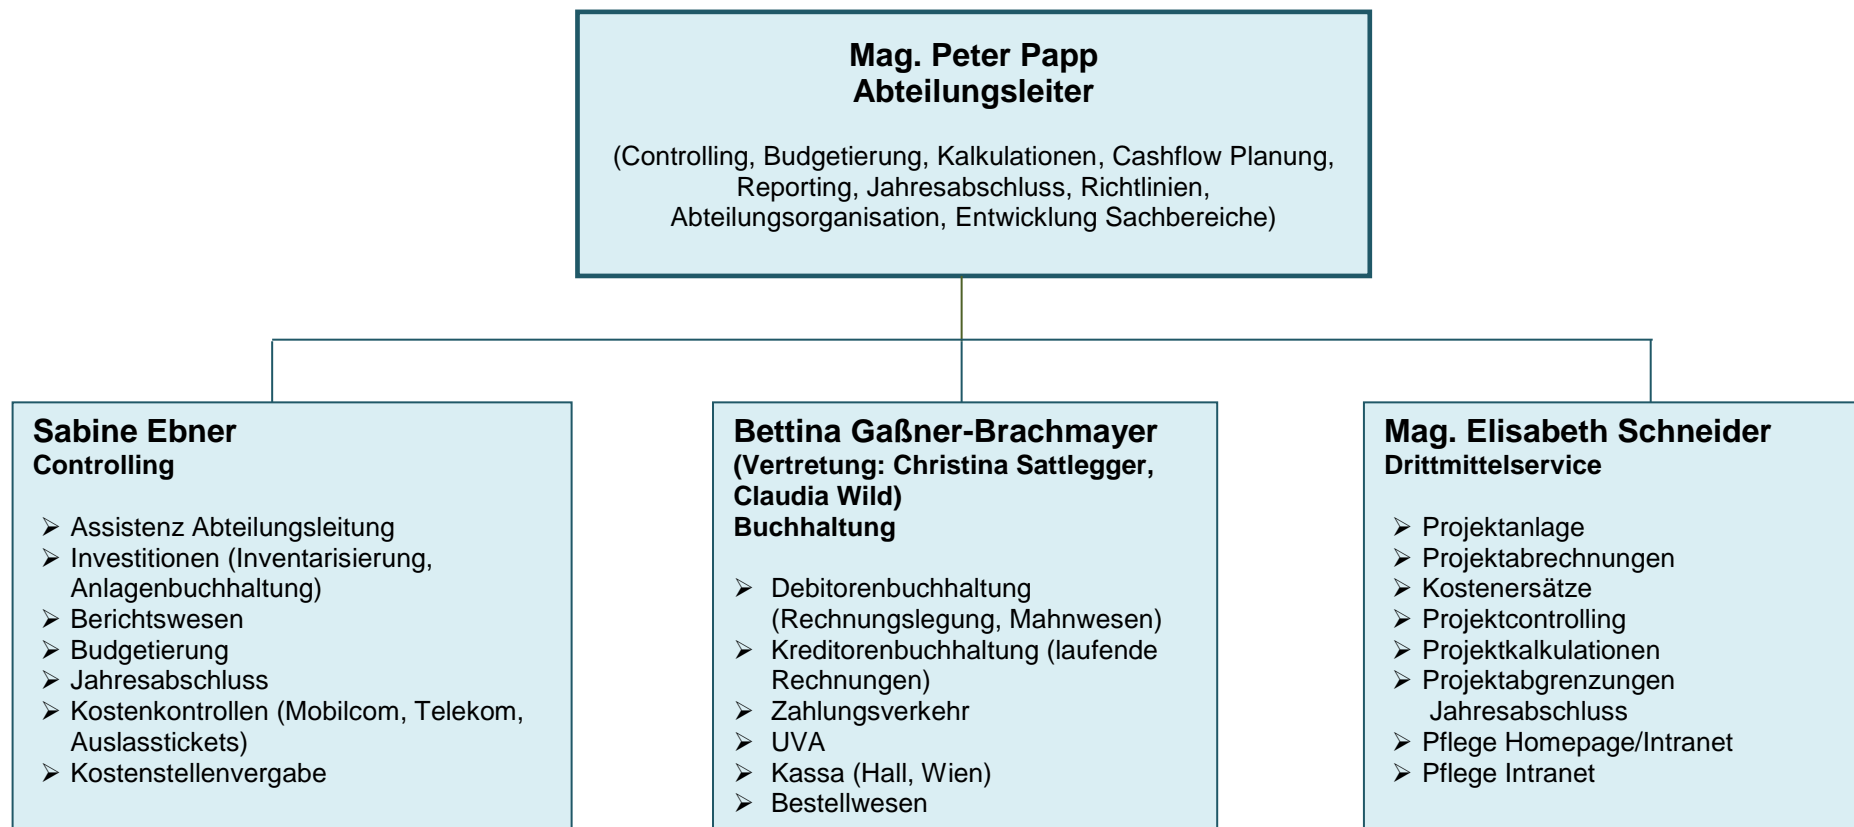 Mag. Peter Papp
Abteilungsleiter
(Controlling, Budgetierung, Kalkulationen, Cashflow Planung,
Reporting, Jahresabschluss, Richtlinien,
Abteilungsorganisation, Entwicklung Sachbereiche)
Sabine Ebner
Controlling
➢ Assistenz Abteilungsleitung
➢ Investitionen (Inventarisierung,
Anlagenbuchhaltung)
➢ Berichtswesen
➢ Budgetierung
➢ Jahresabschluss
➢ Kostenkontrollen (Mobilcom, Telekom,
Auslasstickets)
➢ Kostenstellenvergabe
Bettina Gaßner-Brachmayer
(Vertretung: Christina Sattlegger,
Claudia Wild)
Buchhaltung
➢ Debitorenbuchhaltung
(Rechnungslegung, Mahnwesen)
➢ Kreditorenbuchhaltung (laufende
Rechnungen)
➢ Zahlungsverkehr
➢ UVA
➢ Kassa (Hall, Wien)
➢ Bestellwesen
Mag. Elisabeth Schneider
Drittmittelservice
➢ Projektanlage
➢ Projektabrechnungen
➢ Kostenersätze
➢ Projektcontrolling
➢ Projektkalkulationen
➢ Projektabgrenzungen
Jahresabschluss
➢ Pflege Homepage/Intranet
➢ Pflege Intranet